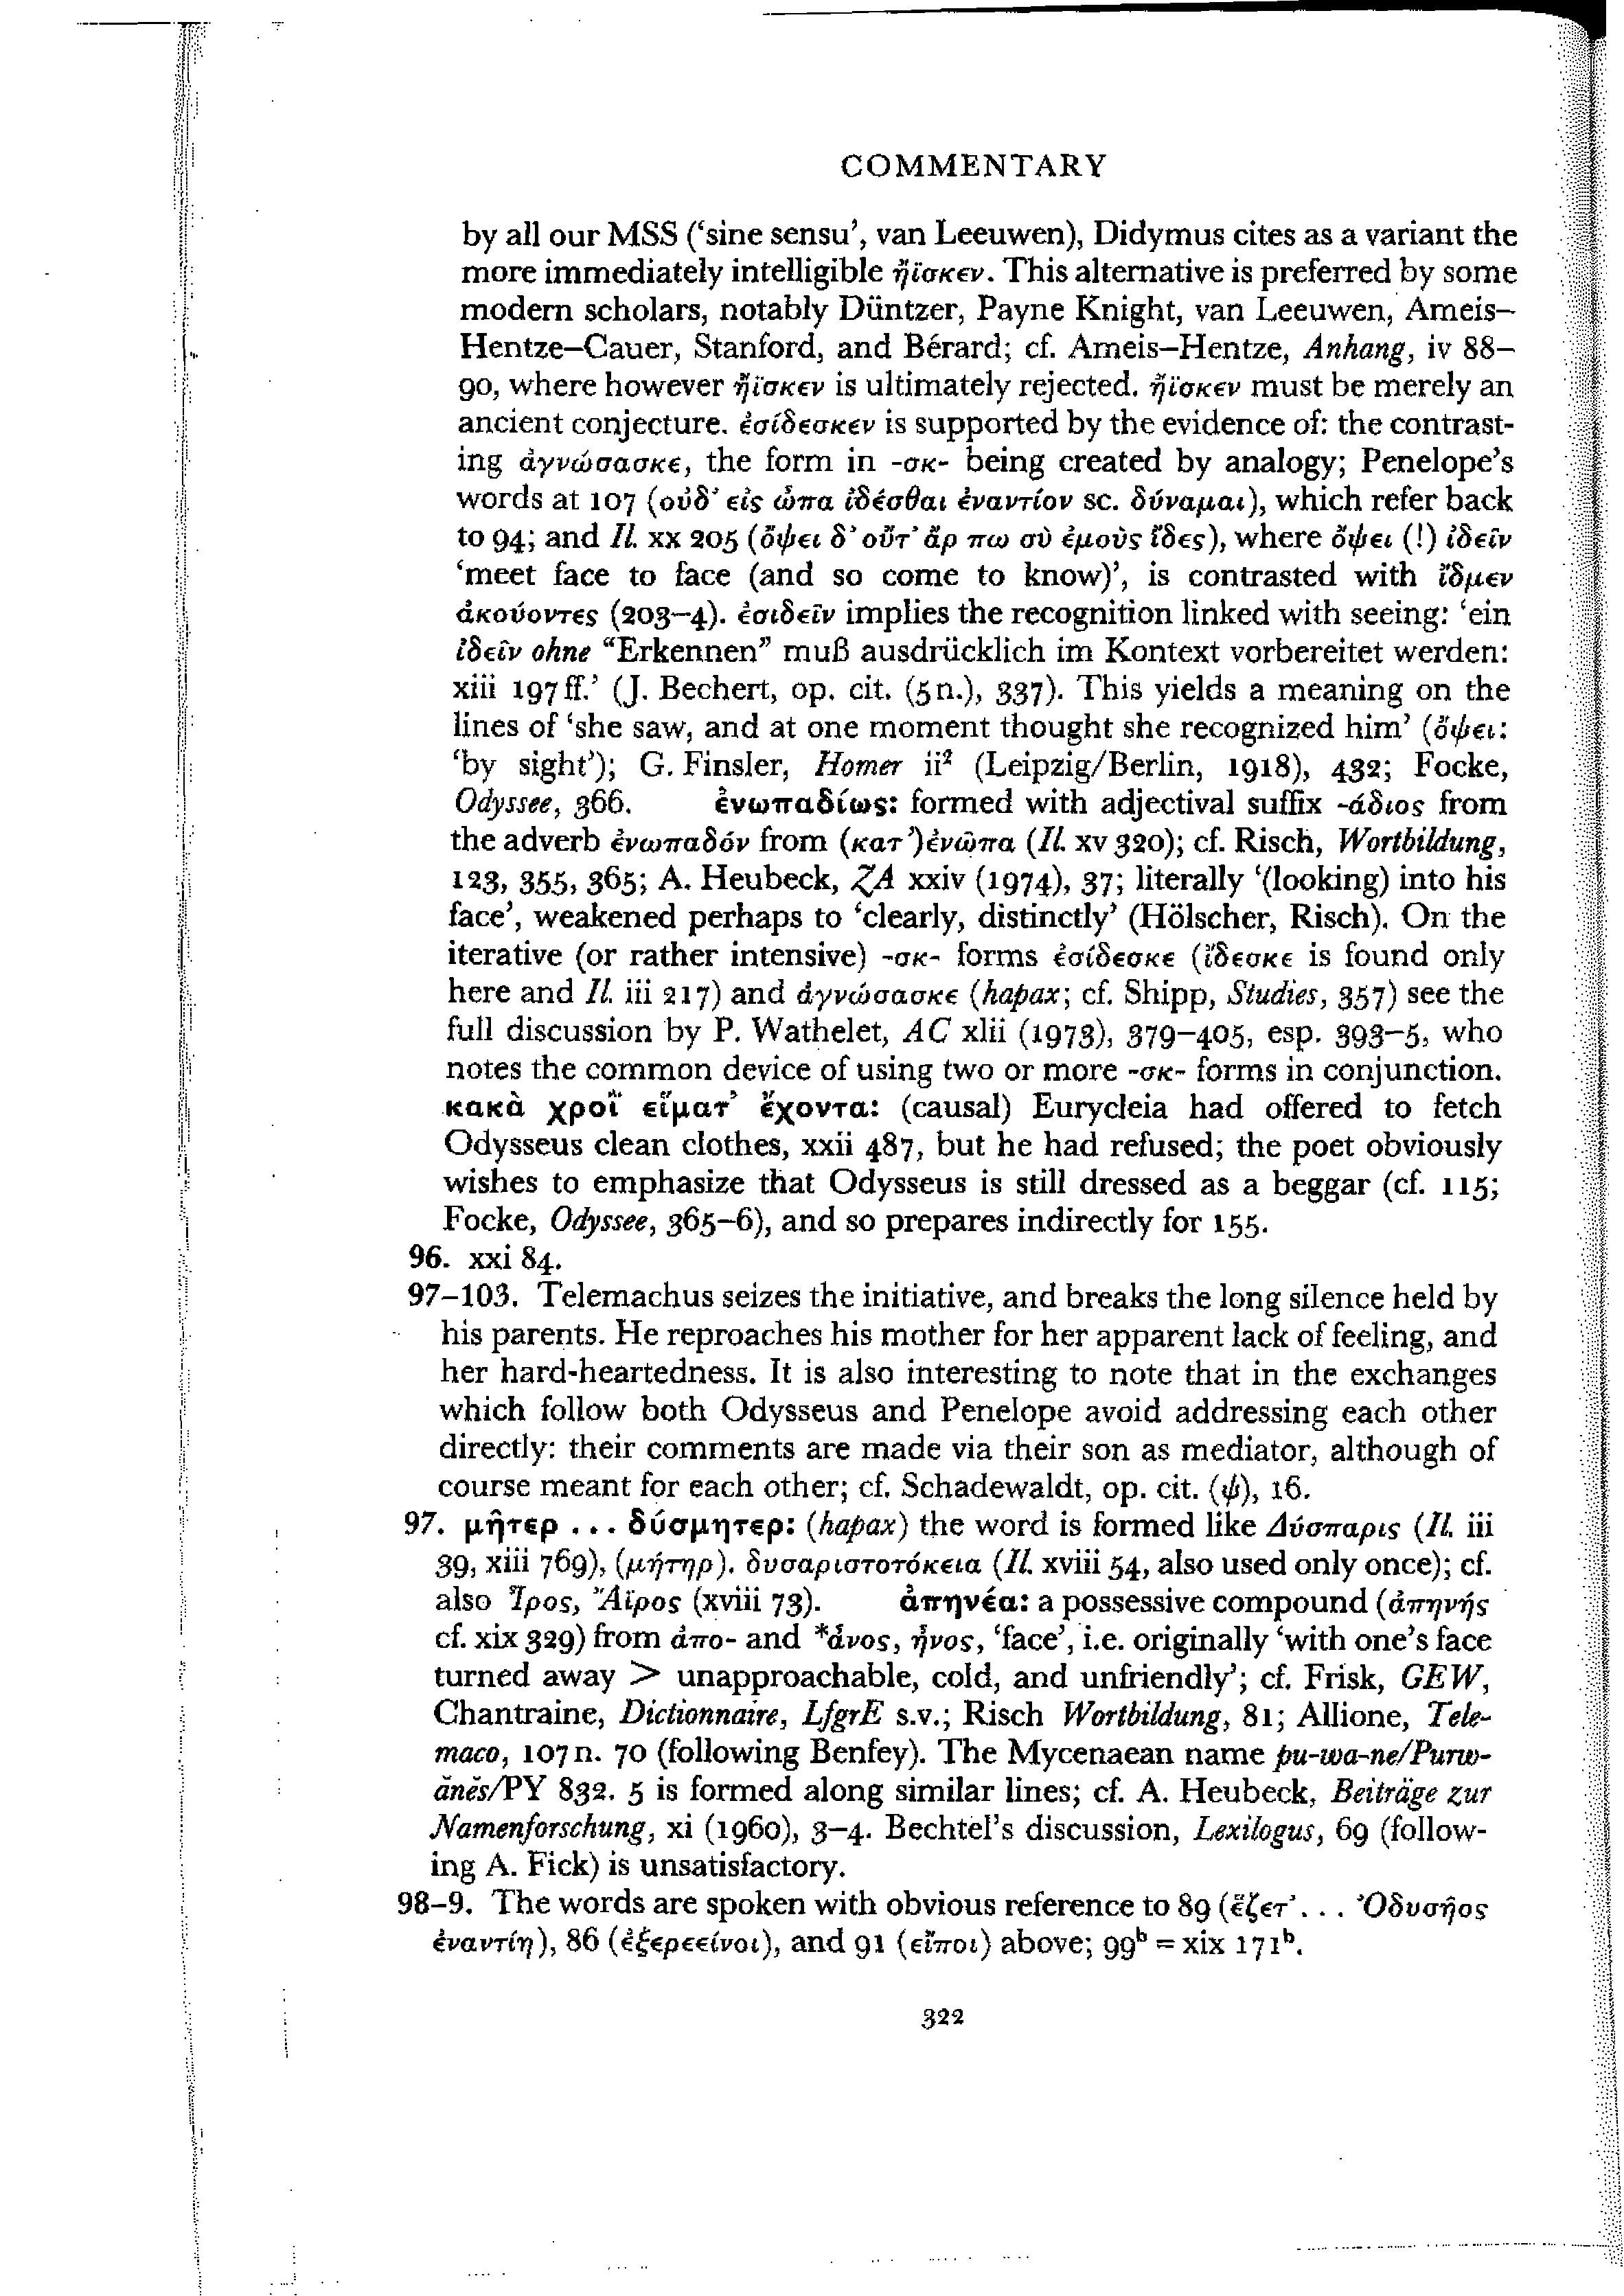 COMMENTARY
by all our MSS (‘sine sensu’, van Leeuwen), Didymus cites as a variant the
more immediately intelligible ἤϊσκεν. This alternative is preferred by some
modern scholars, notably Düntzer, Payne Knight, van Leeuwen, Ameis–
Hentze–Cauer, Stanford, and Bérard; cf. Ameis–Hentze, Anhang, iv 88–
90, where however ἤϊσκεν is ultimately rejected. ἤϊσκεν must be merely an
ancient conjecture. ἐσίδεσκεν is supported by the evidence of: the contrast-
ing ἀγνώσασκε, the form in -σκ- being created by analogy; Penelope’s
words at 107 (οὐδ’ εἰς ὦπα ἰδέσθαι ἐναντίον sc. δύναμαι), which refer back
to 94; and Il. xx 205 (ὄψει δ’ οὔτ’ ἄρ πω σὺ ἐμοὺς ἴδες), where ὄψει (!) ἰδεῖν
‘meet face to face (and so come to know)’, is contrasted with ἴδμεν
ἀκούοντες (203–4). ἐσιδεῖν implies the recognition linked with seeing: ‘ein
ἰδεῖν ohne “Erkennen” muß ausdrücklich im Kontext vorbereitet werden:
xiii 197 ff.’ (J. Bechert, op. cit. (5 n.), 337). This yields a meaning on the
lines of ‘she saw, and at one moment thought she recognized him’ (ὄψει:
‘by sight’); G. Finsler, Homer ii² (Leipzig/Berlin, 1918), 432; Focke,
Odyssee, 366. ἐνωπαδίως: formed with adjectival suffix -άδιος from
the adverb ἐνωπαδόν from (κατ’)ἐνῶπα (Il. xv 320); cf. Risch, Wortbildung,
123, 355, 365; A. Heubeck, ZA xxiv (1974), 37; literally ‘(looking) into his
face’, weakened perhaps to ‘clearly, distinctly’ (Hölscher, Risch). On the
iterative (or rather intensive) -σκ- forms ἐσίδεσκε (ἴδεσκε is found only
here and Il. iii 217) and ἀγνώσασκε (hapax; cf. Shipp, Studies, 357) see the
full discussion by P. Wathelet, AC xlii (1973), 379–405, esp. 393–5, who
notes the common device of using two or more -σκ- forms in conjunction.
κακὰ χροῒ εἵματ’ ἔχοντα: (causal) Eurycleia had offered to fetch
Odysseus clean clothes, xxii 487, but he had refused; the poet obviously
wishes to emphasize that Odysseus is still dressed as a beggar (cf. 115;
Focke, Odyssee, 365–6), and so prepares indirectly for 155.
96. xxi 84.
97–103. Telemachus seizes the initiative, and breaks the long silence held by
his parents. He reproaches his mother for her apparent lack of feeling, and
her hard-heartedness. It is also interesting to note that in the exchanges
which follow both Odysseus and Penelope avoid addressing each other
directly: their comments are made via their son as mediator, although of
course meant for each other; cf. Schadewaldt, op. cit. (ψ), 16.
97. μῆτερ ... δύσμητερ: (hapax) the word is formed like Δύσπαρις (Il. iii
39, xiii 769), (μήτηρ). δυσαριστοτόκεια (Il. xviii 54, also used only once); cf.
also Ἶρος, Ἄϊρος (xviii 73). ἀπηνέα: a possessive compound (ἀπηνής
cf. xix 329) from ἀπο- and *ἆνος, ἦνος, ‘face’, i.e. originally ‘with one’s face
turned away > unapproachable, cold, and unfriendly’; cf. Frisk, GEW,
Chantraine, Dictionnaire, LfgrE s.v.; Risch Wortbildung, 81; Allione, Tele-
maco, 107 n. 70 (following Benfey). The Mycenaean name pu-wa-ne/Purw-
ānēs/PY 832. 5 is formed along similar lines; cf. A. Heubeck, Beiträge zur
Namenforschung, xi (1960), 3–4. Bechtel’s discussion, Lexilogus, 69 (follow-
ing A. Fick) is unsatisfactory.
98–9. The words are spoken with obvious reference to 89 (ἕζετ’... Ὀδυσῆος
ἐναντίη), 86 (ἐξερεείνοι), and 91 (εἴποι) above; 99ᵇ = xix 171ᵇ.
322